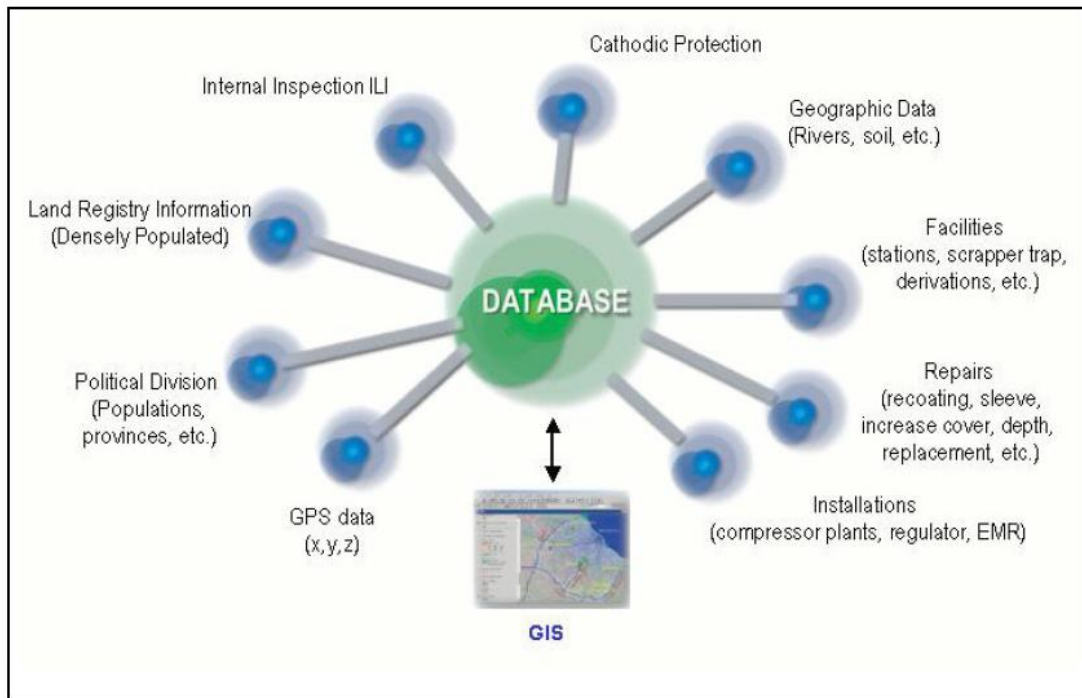 Cathodic Protection
Internal Inspection ILI
Geographic Data
(Rivers, soil, etc.)
Land Registry Information
(Densely Populated)
Facilities
(stations, scrapper trap,
derivations, etc.)
DATABASE
Political Division
(Populations,
provinces, etc.)
Repairs
(recoating, sleeve,
increase cover, depth,
replacement, etc.)
GPS data
(x,y,z)
Installations
(compressor plants, regulator, EMR)
GIS